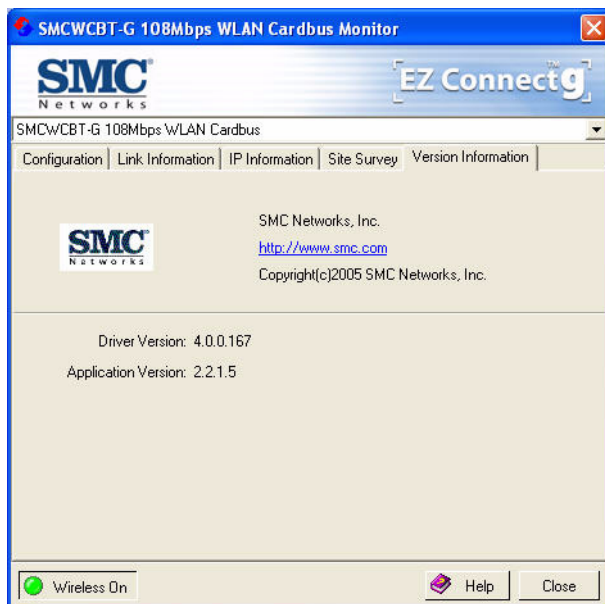 SMCWCBT-G 108Mbps WLAN Cardbus Monitor
SMC®
Networks
EZ Connect™ g
SMCWCBT-G 108Mbps WLAN Cardbus
Configuration Link Information IP Information Site Survey Version Information
SMC®
Networks
SMC Networks, Inc.
http://www.smc.com
Copyright(c)2005 SMC Networks, Inc.
Driver Version: 4.0.0.167
Application Version: 2.2.1.5
Wireless On
Help
Close